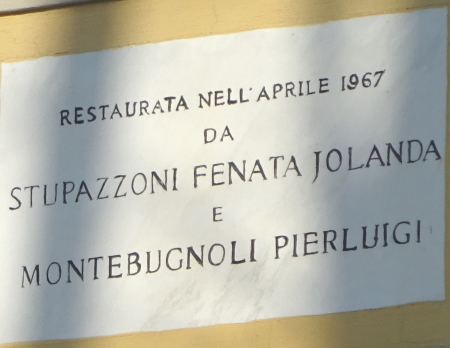 RESTAURATA NELL'APRILE 1967
DA
STUPAZZONI FENATA JOLANDA
E
MONTEBUGNOLI PIERLUIGI